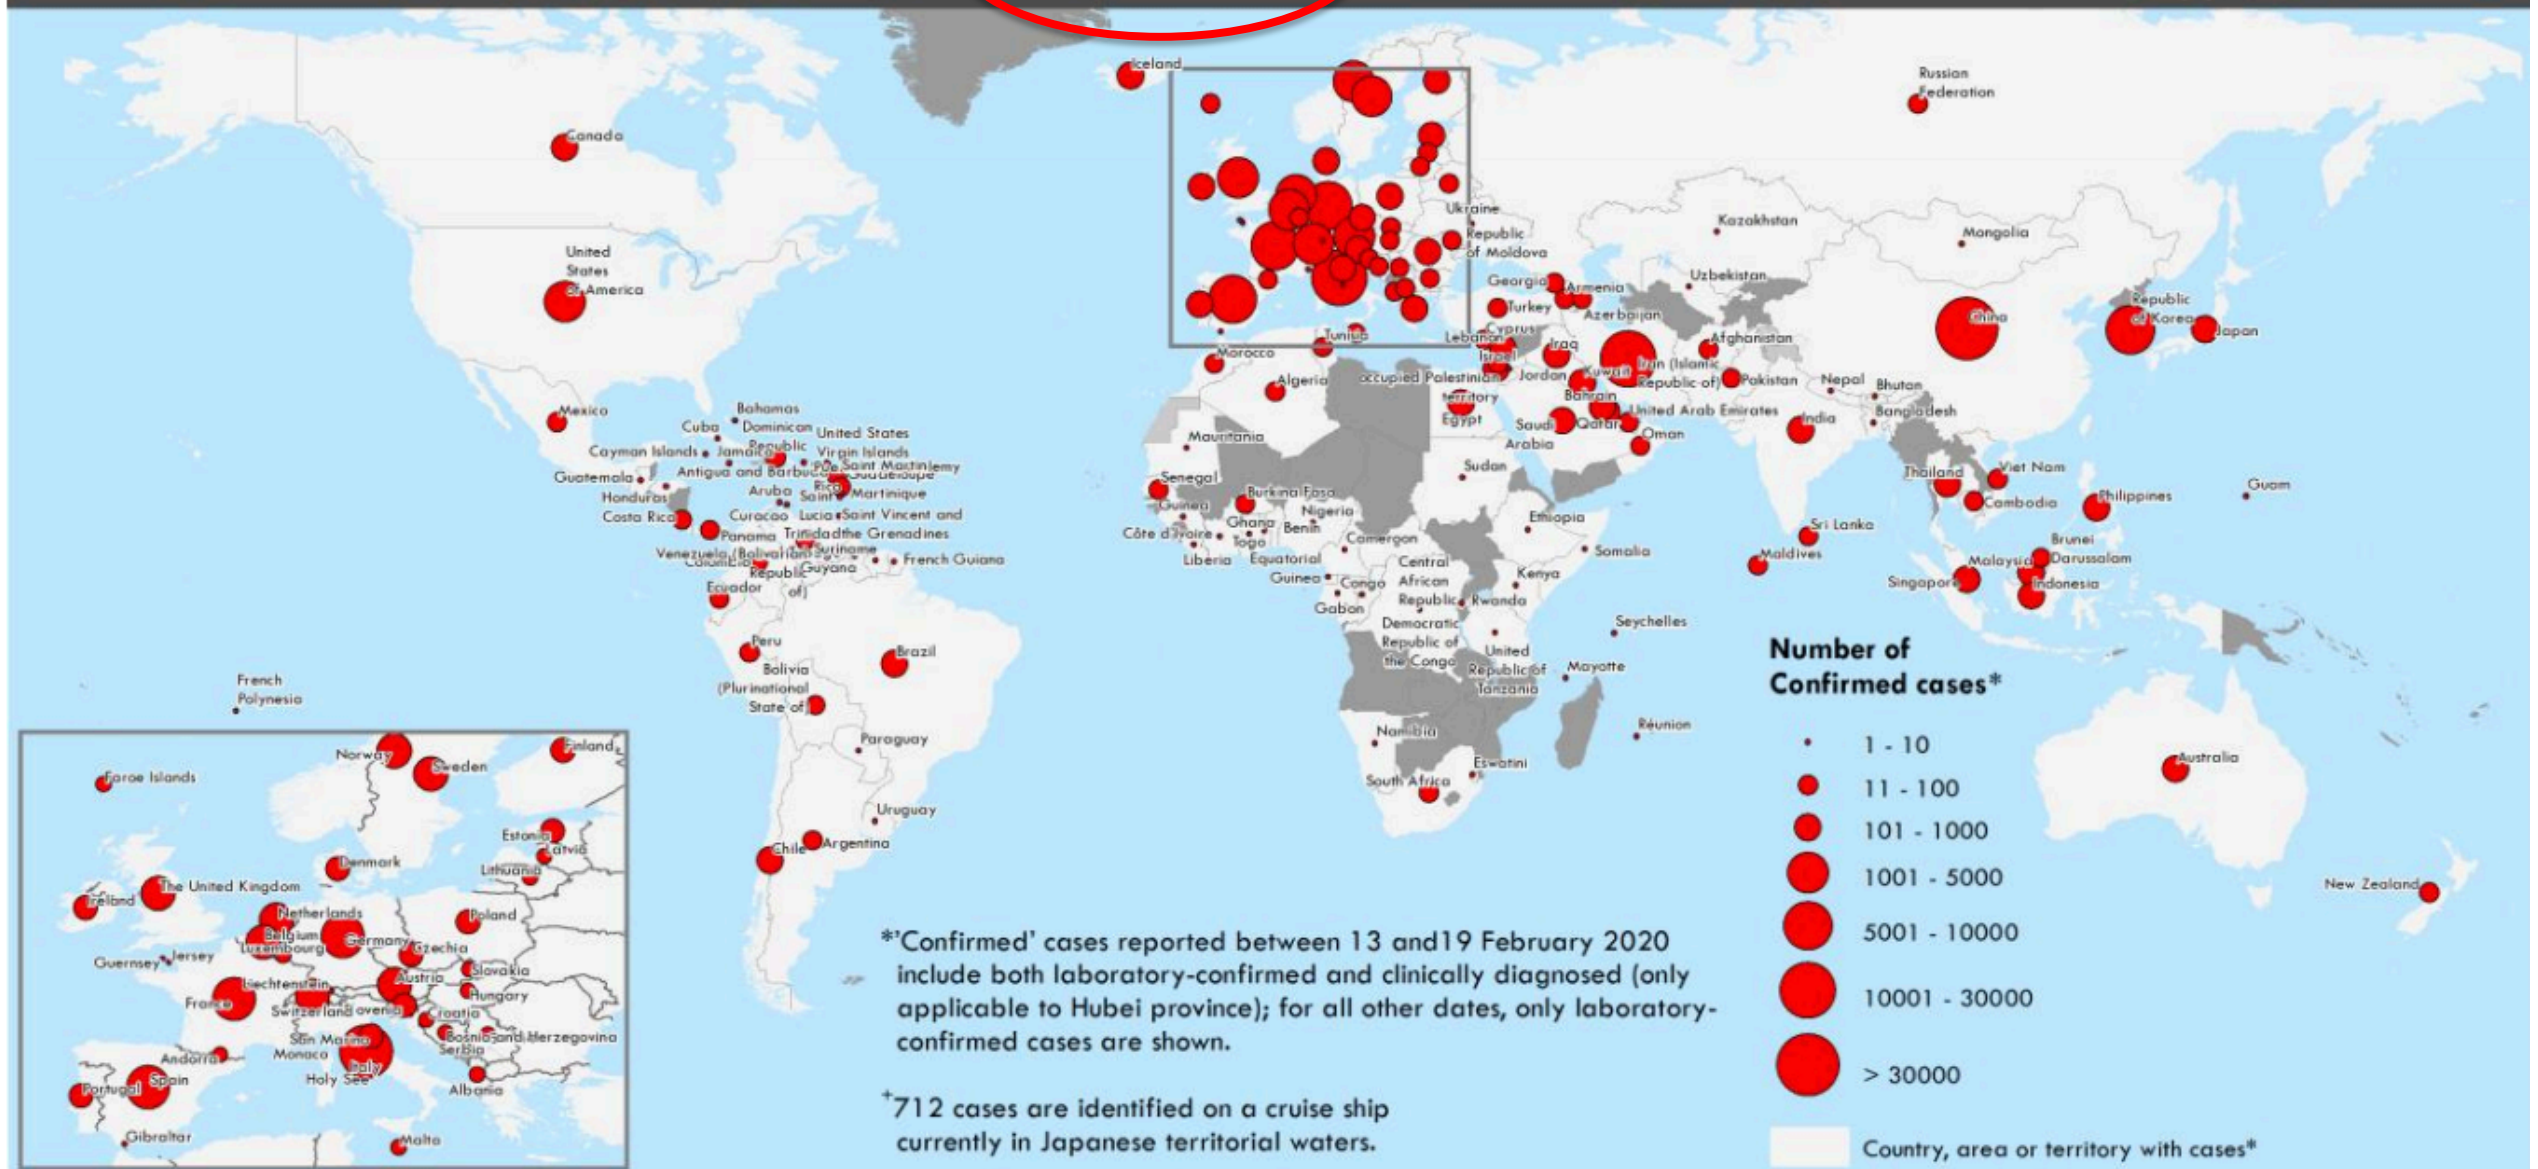 Iceland
Russian
Federation
Canada
United
States
of America
Ukraine
Republic
of Moldova
Kazakhstan
Mongolia
Georgia
Armenia
Uzbekistan
Turkey
Azerbaijan
China
Republic
of Korea
Japan
Tunisia
Lebanon
Cyprus
Afghanistan
Morocco
Israel
Iraq
Iran (Islamic
Republic of)
Algeria
occupied Palestinian
territory
Jordan
Kuwait
Pakistan
Nepal
Bhutan
Bahrain
Mexico
Bahamas
Egypt
Saudi
Arabia
Qatar
United Arab Emirates
India
Bangladesh
Oman
Cuba
Dominican
Republic
United States
Virgin Islands
Cayman Islands
Jamaica
Mauritania
Guatemala
Antigua and
Saint
Guadeloupe
Rico
Sudan
Thailand
Viet Nam
Honduras
Aruba
Saint
Lucia
Martinique
Senegal
Burkina Faso
Guam
Cambodia
Philippines
Costa Rica
Curacao
Saint Vincent and
the Grenadines
Guinea
Ghana
Nigeria
Benin
Ethiopia
Sri Lanka
Panama
Trinidad
Côte d'Ivoire
Togo
Cameroon
Somalia
Brunei
Darussalam
Venezuela (Bolivarian
Republic
of)
Suriname
Guyana
French Guiana
Liberia
Equatorial
Guinea
Central
African
Republic
Maldives
Malaysia
Singapore
Indonesia
Colombia
Ecuador
Congo
Gabon
Kenya
Rwanda
Democratic
Republic of
the Congo
Seychelles
Peru
Brazil
Bolivia
(Plurinational
State of)
United
Republic of
Tanzania
Mayotte
French
Polynesia
Paraguay
Namibia
Réunion
South Africa
Eswatini
Uruguay
Chile
Argentina
Australia
New Zealand
Norway
Sweden
Finland
Faroe Islands
Estonia
Latvia
Lithuania
Denmark
The United Kingdom
Ireland
Netherlands
Poland
Belgium
Luxembourg
Germany
Czechia
Guernsey
Jersey
Slovakia
Austria
Liechtenstein
Hungary
France
Switzerland
Croatia
San Marino
Bosnia and Herzegovina
Monaco
Serbia
Andorra
Italy
Holy See
Spain
Portugal
Albania
Gibraltar
Malta
*'Confirmed' cases reported between 13 and19 February 2020
include both laboratory-confirmed and clinically diagnosed (only
applicable to Hubei province); for all other dates, only laboratory-
confirmed cases are shown.
+712 cases are identified on a cruise ship
currently in Japanese territorial waters.
Number of
Confirmed cases*
1 - 10
11 - 100
101 - 1000
1001 - 5000
5001 - 10000
10001 - 30000
> 30000
Country, area or territory with cases*